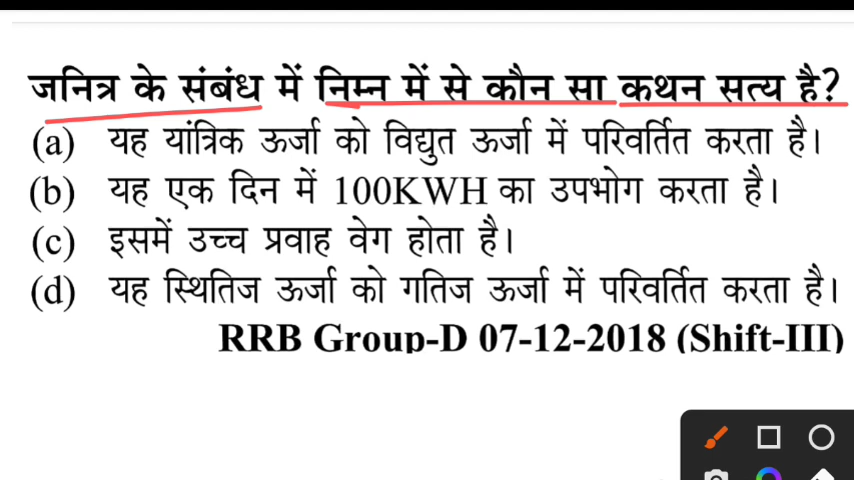 जनित्र के संबंध में निम्न में से कौन सा कथन सत्य है?
(a) यह यांत्रिक ऊर्जा को विद्युत ऊर्जा में परिवर्तित करता है।
(b) यह एक दिन में 100KWH का उपभोग करता है।
(c) इसमें उच्च प्रवाह वेग होता है।
(d) यह स्थितिज ऊर्जा को गतिज ऊर्जा में परिवर्तित करता है।
RRB Group-D 07-12-2018 (Shift-III)